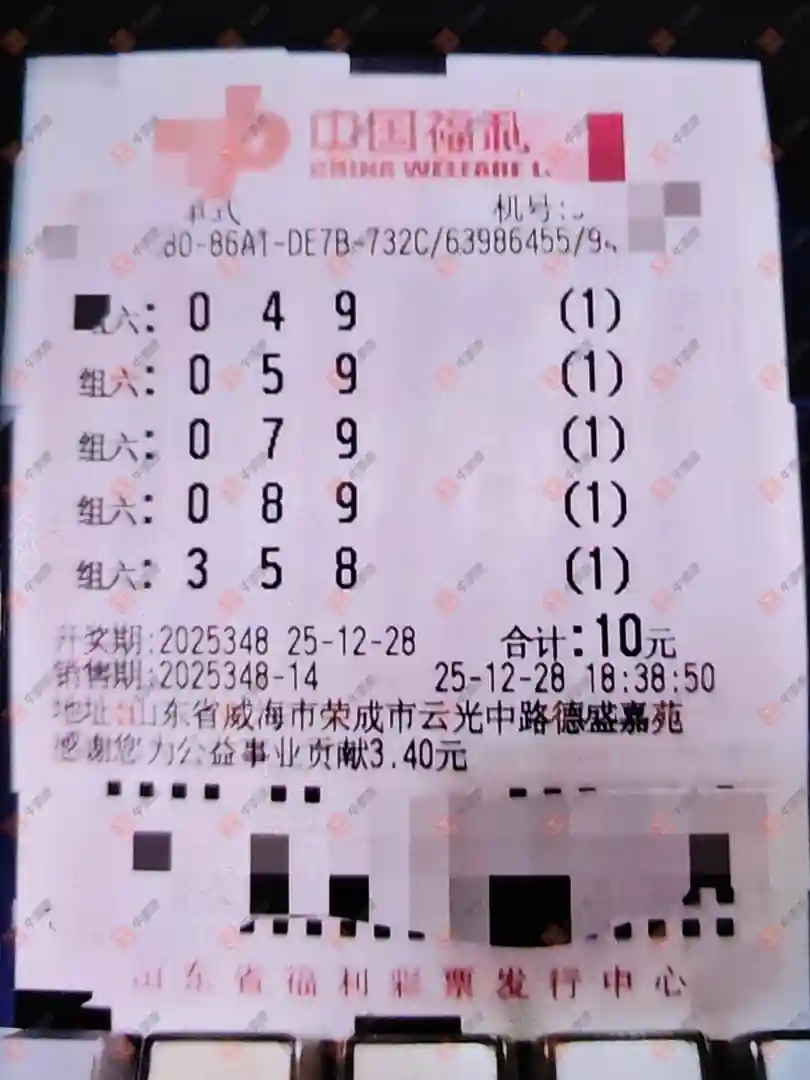 中国福利
CHINA WELFARE L
单式 机号:
80-86A1-DE7B-732C/63986455/9
组六: 0 4 9 (1)
组六: 0 5 9 (1)
组六: 0 7 9 (1)
组六: 0 8 9 (1)
组六: 3 5 8 (1)
开奖期:2025348 25-12-28 合计:10元
销售期:2025348-14 25-12-28 18:38:50
地址:山东省威海市荣成市云光中路德盛嘉苑
感谢您为公益事业贡献3.40元
山东省福利彩票发行中心